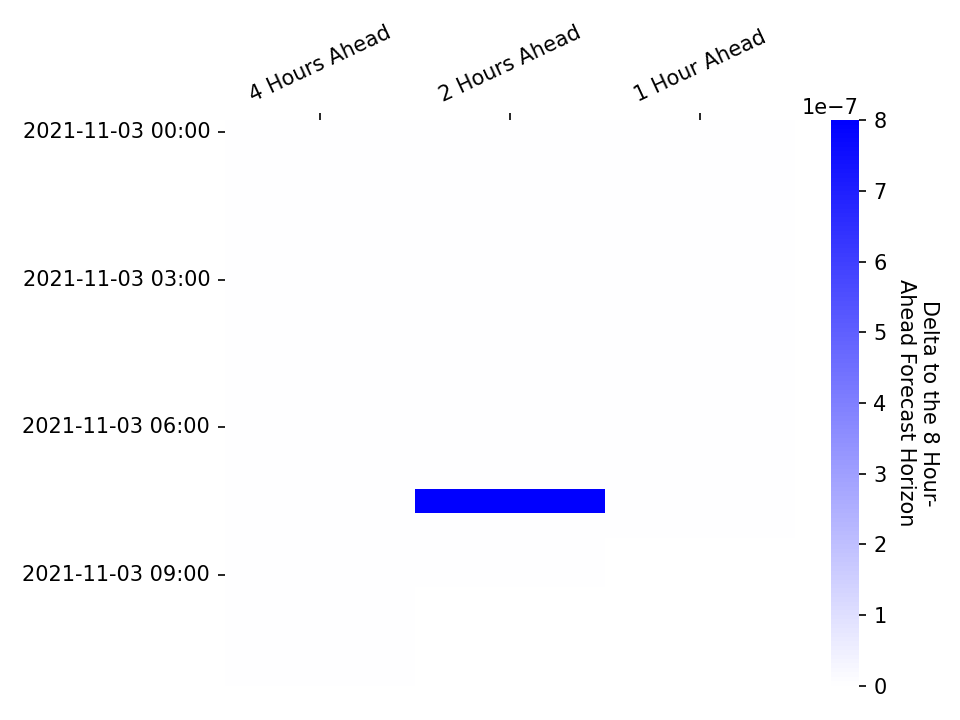 4 Hours Ahead
2 Hours Ahead
1 Hour Ahead
2021-11-03 00:00
2021-11-03 03:00
2021-11-03 06:00
2021-11-03 09:00
1e−7
8
7
6
5
4
3
2
1
0
Delta to the 8 Hour-
Ahead Forecast Horizon